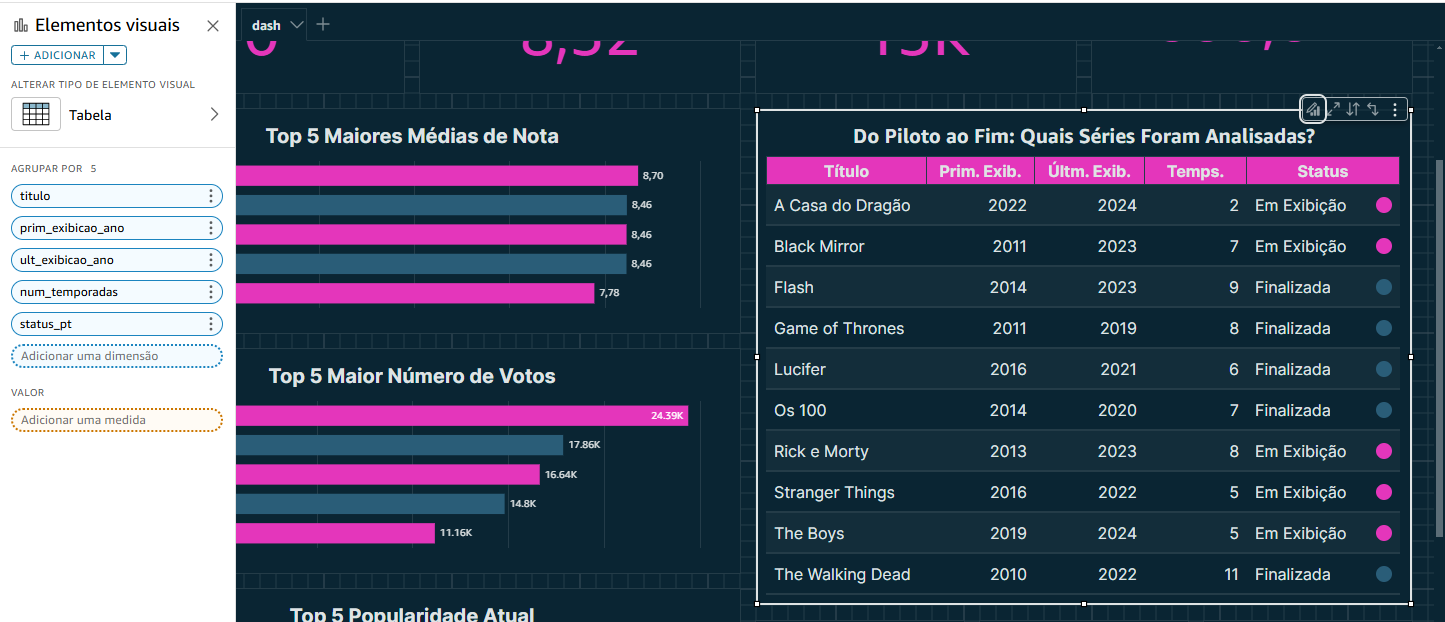 Elementos visuais
+ ADICIONAR
ALTERAR TIPO DE ELEMENTO VISUAL
Tabela
AGRUPAR POR 5
titulo
prim_exibicao_ano
ult_exibicao_ano
num_temporadas
status_pt
Adicionar uma dimensão
VALOR
Adicionar uma medida
dash
Top 5 Maiores Médias de Nota
8,70
8,46
8,46
8,46
7,78
Top 5 Maior Número de Votos
24.39K
17.86K
16.64K
14.8K
11.16K
Top 5 Popularidade Atual
Do Piloto ao Fim: Quais Séries Foram Analisadas?
Título Prim. Exib. Últm. Exib. Temps. Status
A Casa do Dragão 2022 2024 2 Em Exibição
Black Mirror 2011 2023 7 Em Exibição
Flash 2014 2023 9 Finalizada
Game of Thrones 2011 2019 8 Finalizada
Lucifer 2016 2021 6 Finalizada
Os 100 2014 2020 7 Finalizada
Rick e Morty 2013 2023 8 Em Exibição
Stranger Things 2016 2022 5 Em Exibição
The Boys 2019 2024 5 Em Exibição
The Walking Dead 2010 2022 11 Finalizada